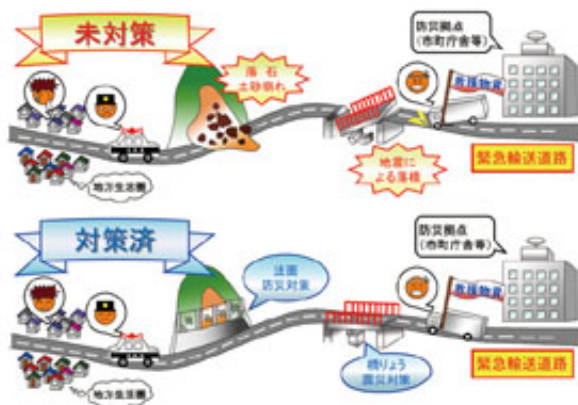 未対策
防災拠点
(市町庁舎等)
落石
土砂崩れ
救援物資
地震に
よる落橋
緊急輸送道路
地方生活圏
対策済
防災拠点
(市町庁舎等)
法面
防災対策
救援物資
橋りょう
震災対策
緊急輸送道路
地方生活圏